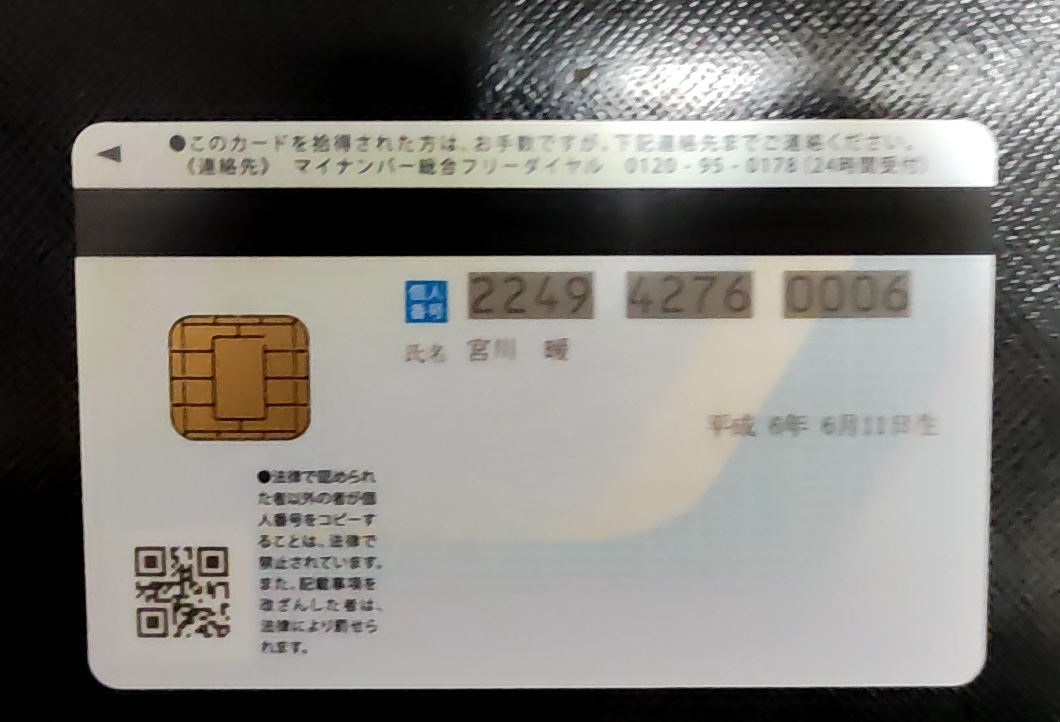 ●このカードを拾得された方は、お手数ですが、下記連絡先までご連絡ください。
《連絡先》 マイナンバー総合フリーダイヤル 0120-95-0178(24時間受付)
個人番号 2249 4276 0006
氏名 宮川 暖
平成 6年 6月11日生
●法律で認められ
た者以外の者が個
人番号をコピーす
ることは、法律で
禁止されています。
また、記載事項を
改ざんした者は、
法律により罰せら
れます。